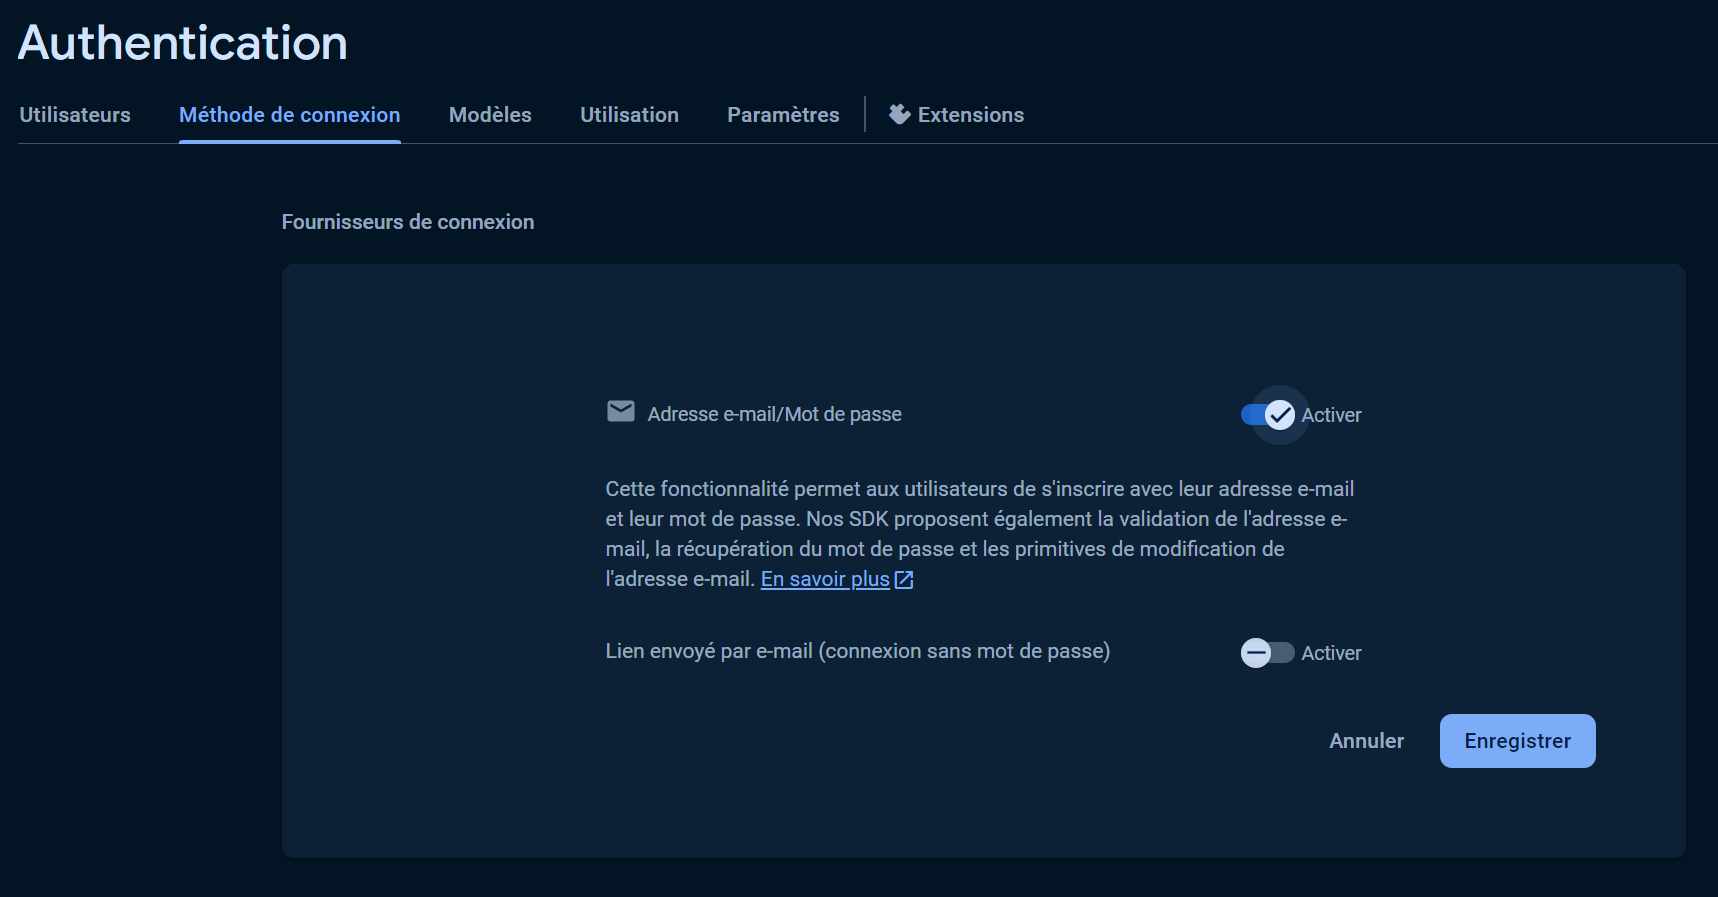 Authentication
Utilisateurs
Méthode de connexion
Modèles
Utilisation
Paramètres
Extensions
Fournisseurs de connexion
Adresse e-mail/Mot de passe
Activer
Cette fonctionnalité permet aux utilisateurs de s'inscrire avec leur adresse e-mail
et leur mot de passe. Nos SDK proposent également la validation de l'adresse e-
mail, la récupération du mot de passe et les primitives de modification de
l'adresse e-mail. En savoir plus
Lien envoyé par e-mail (connexion sans mot de passe)
Activer
Annuler
Enregistrer